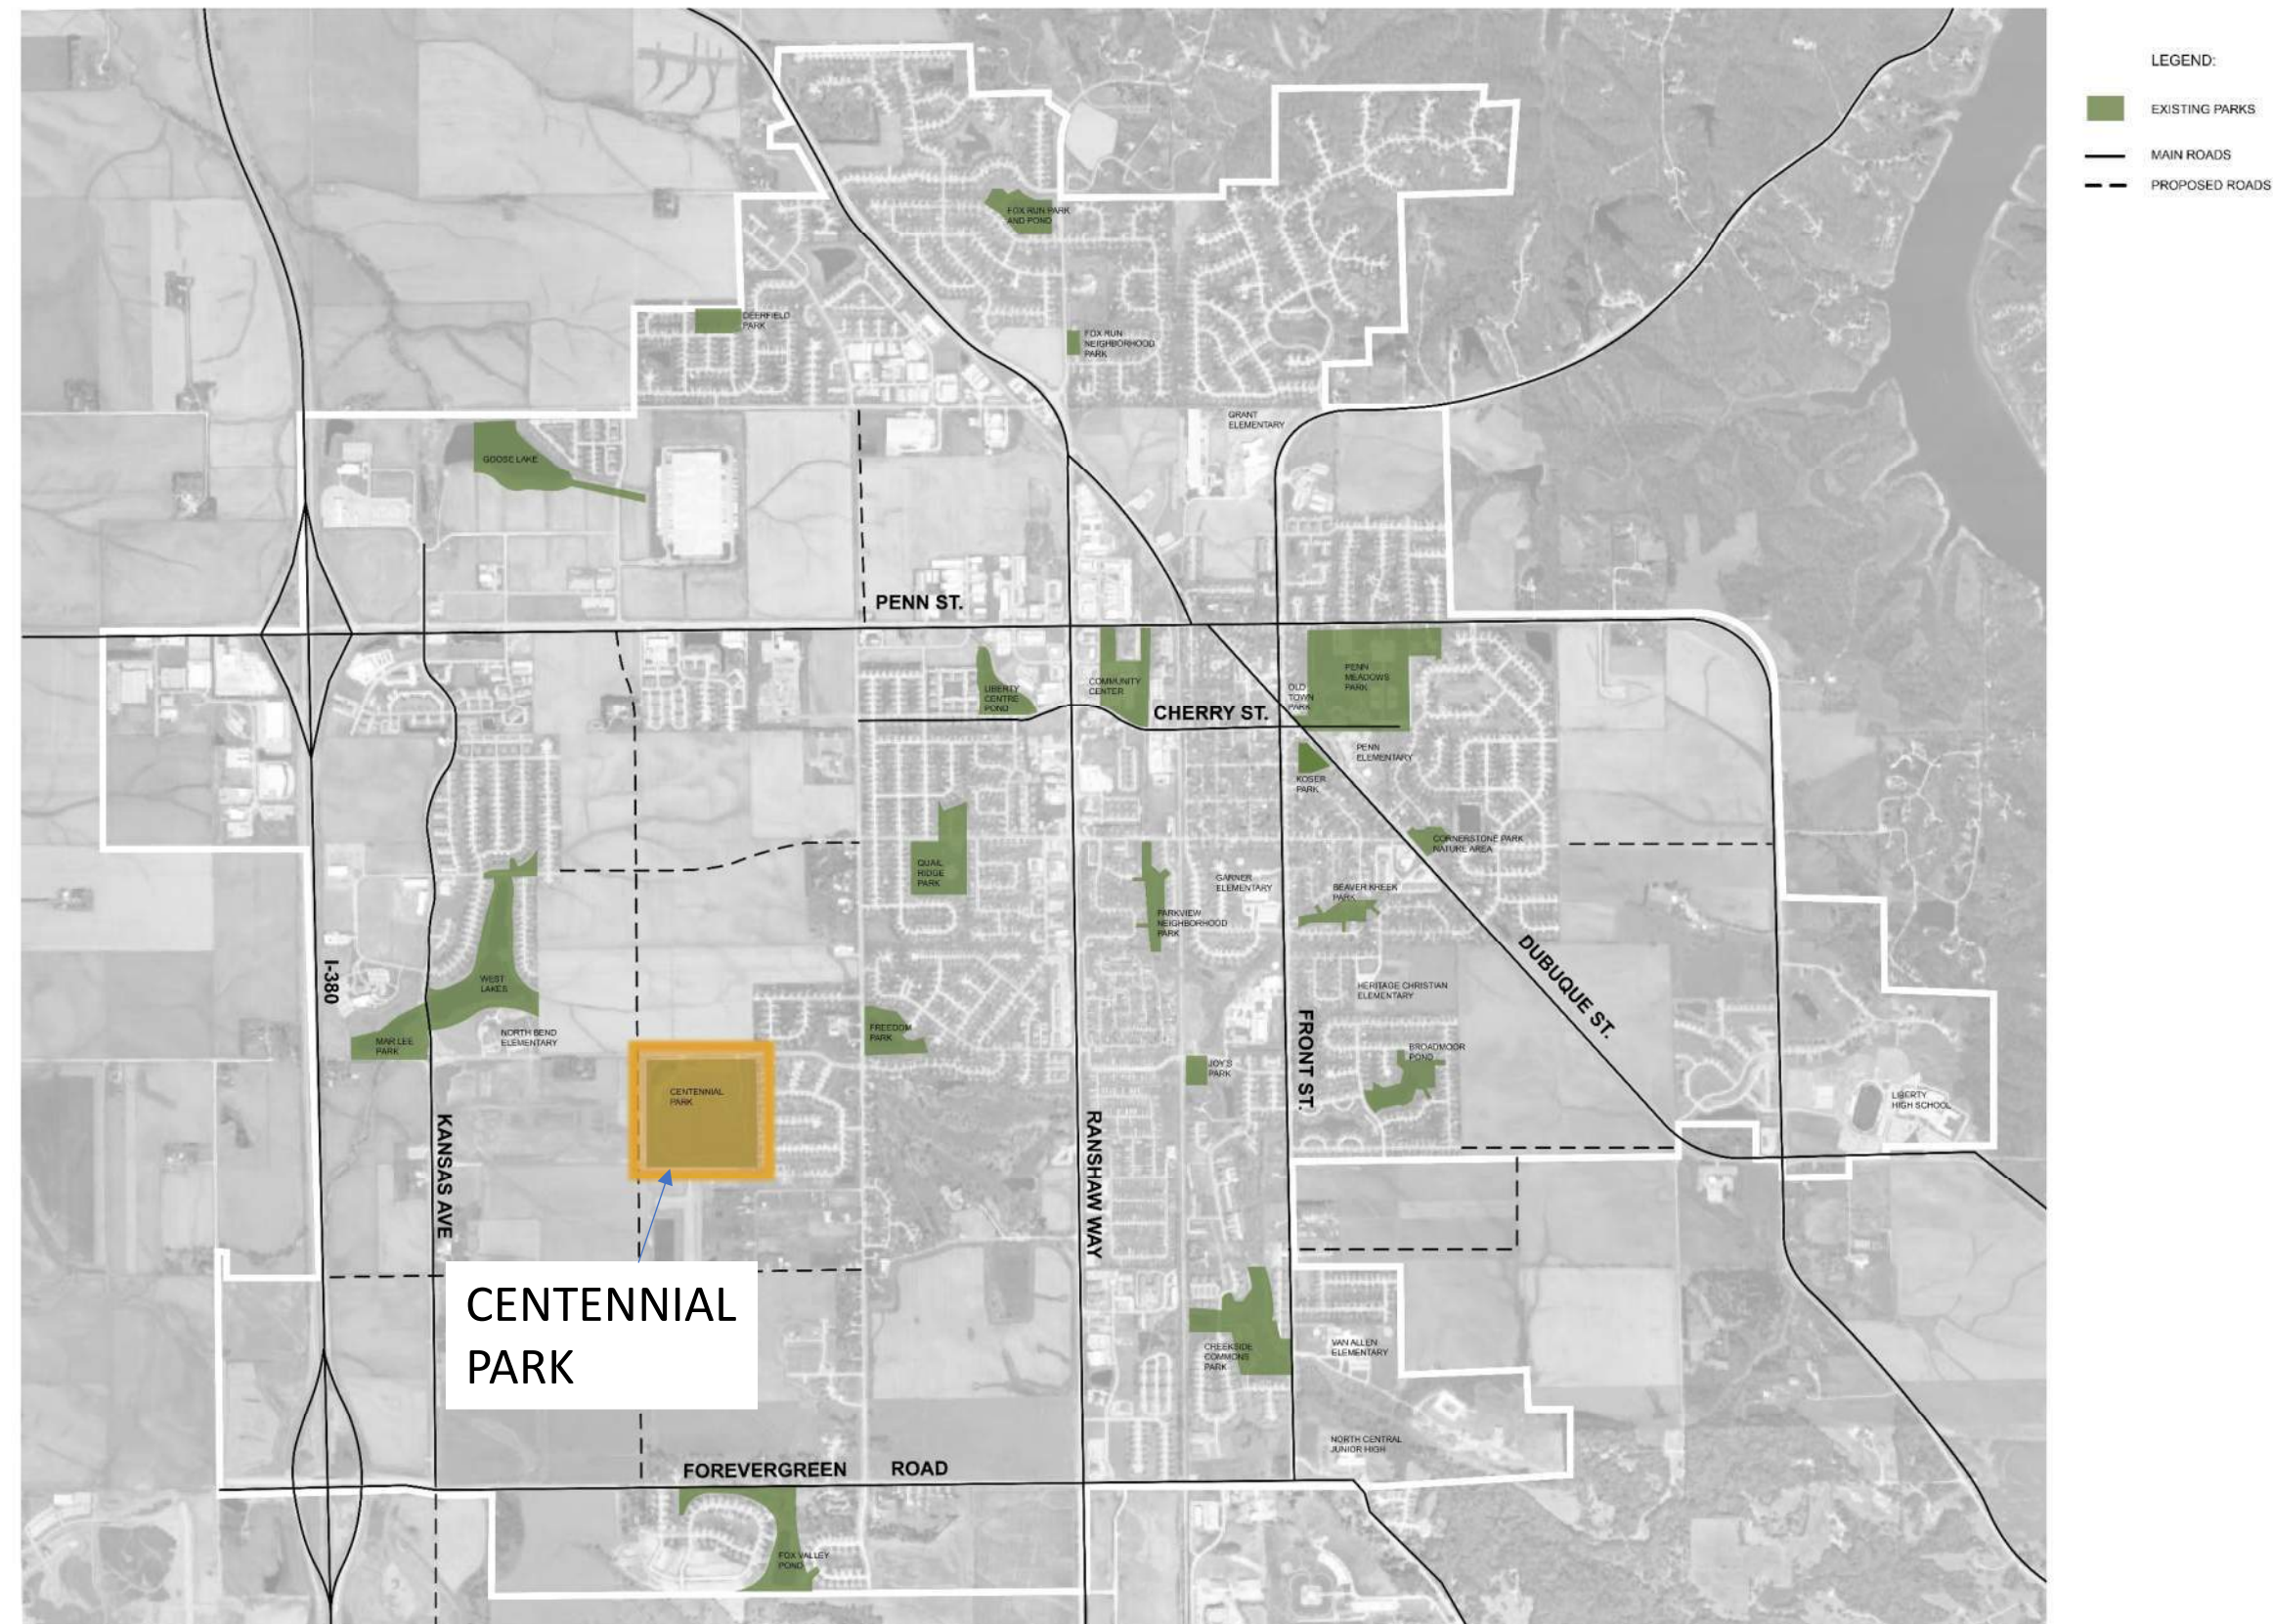 LEGEND:
EXISTING PARKS
MAIN ROADS
PROPOSED ROADS
FOX RUN PARK
AND POND
DEERFIELD
PARK
FOX RUN
NEIGHBORHOOD
PARK
GRANT
ELEMENTARY
GOOSE LAKE
PENN ST.
LIBERTY
CENTRE
POND
COMMUNITY
CENTER
OLD
TOWN
PARK
PENN
MEADOWS
PARK
CHERRY ST.
PENN
ELEMENTARY
KOSER
PARK
CORNERSTONE PARK
NATURE AREA
QUAIL
RIDGE
PARK
GARNER
ELEMENTARY
BEAVER KREEK
PARK
PARKVIEW
NEIGHBORHOOD
PARK
DUBUQUE ST.
I-380
WEST
LAKES
HERITAGE CHRISTIAN
ELEMENTARY
MAR LEE
PARK
NORTH BEND
ELEMENTARY
FREEDOM
PARK
FRONT ST.
BROADMOOR
POND
JOY'S
PARK
CENTENNIAL
PARK
LIBERTY
HIGH SCHOOL
KANSAS AVE
RANSHAW WAY
CENTENNIAL
PARK
CREEKSIDE
COMMONS
PARK
VAN ALLEN
ELEMENTARY
NORTH CENTRAL
JUNIOR HIGH
FOREVERGREEN ROAD
FOX VALLEY
POND